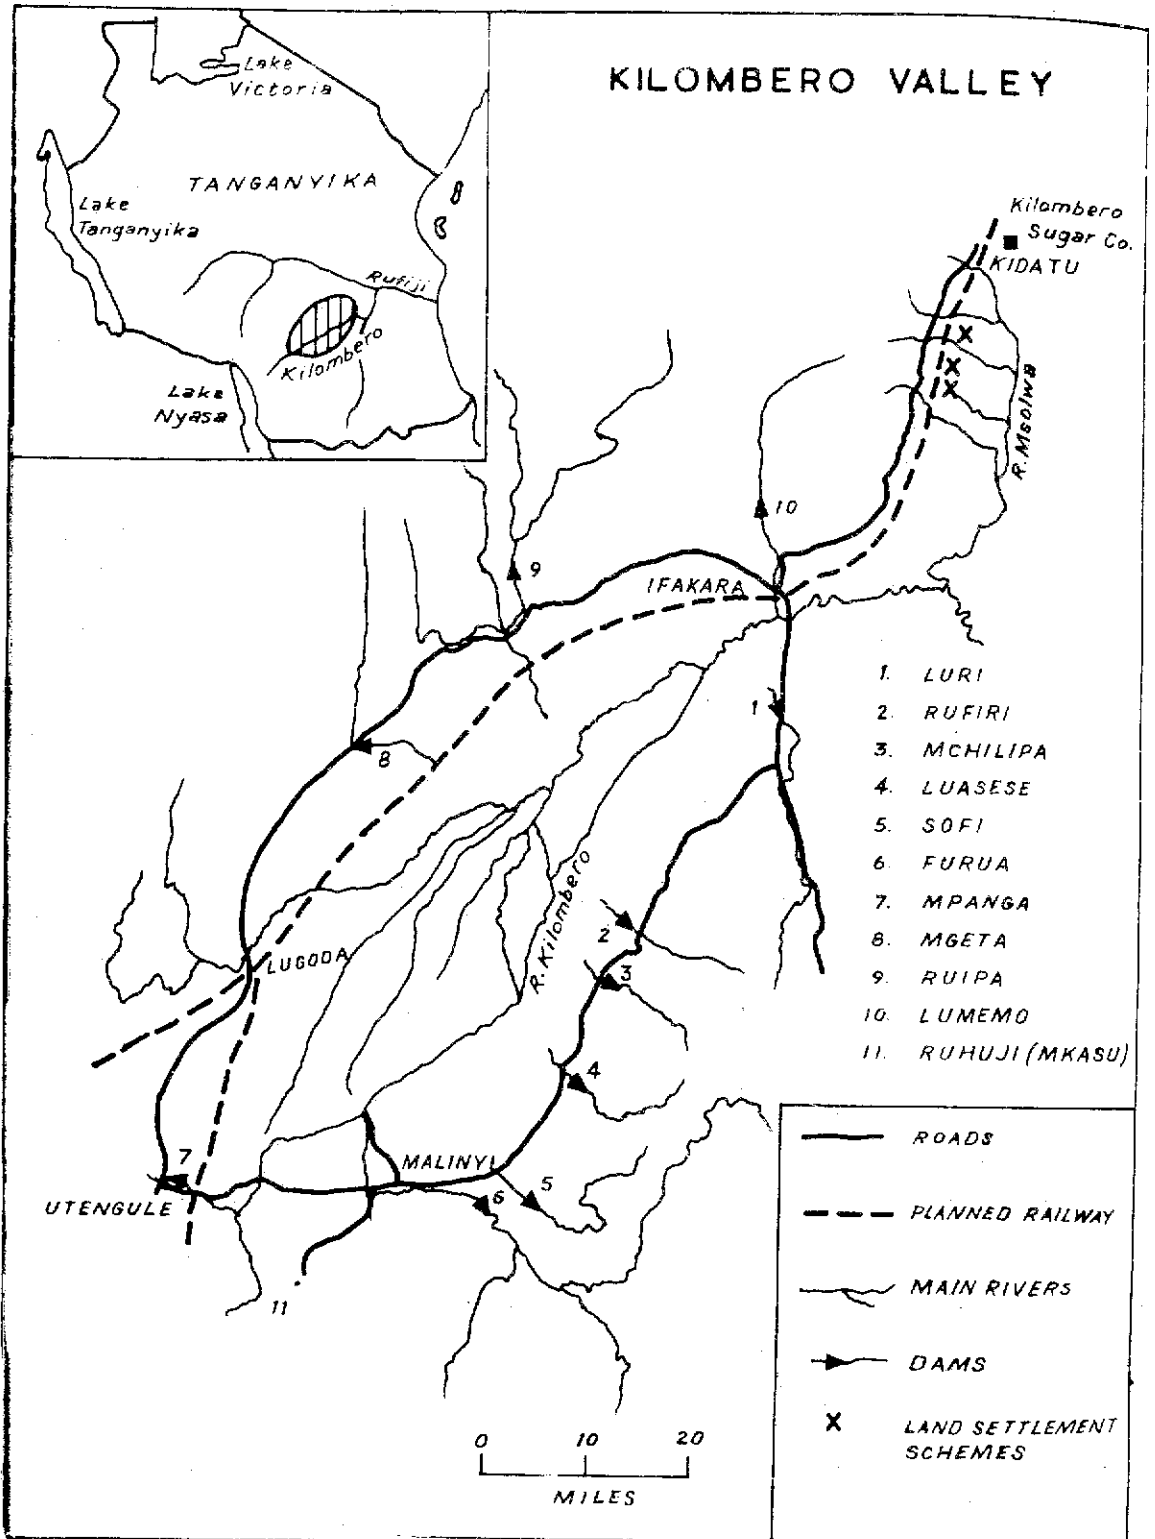 KILOMBERO VALLEY
Lake
Victoria
TANGANYIKA
Lake
Tanganyika
Rufiji
Kilombero
Lake
Nyasa
Kilombero
Sugar Co.
KIDATU
R. Msolwa
10
9
IFAKARA
1
8
R. Kilombero
2
LUGODA
3
4
7
MALINYI
5
UTENGULE
6
11
1. LURI
2. RUFIRI
3. MCHILIPA
4. LUASESE
5. SOFI
6. FURUA
7. MPANGA
8. MGETA
9. RUIPA
10. LUMEMO
11. RUHUJI (MKASU)
ROADS
PLANNED RAILWAY
MAIN RIVERS
DAMS
X LAND SETTLEMENT
SCHEMES
0 10 20
MILES